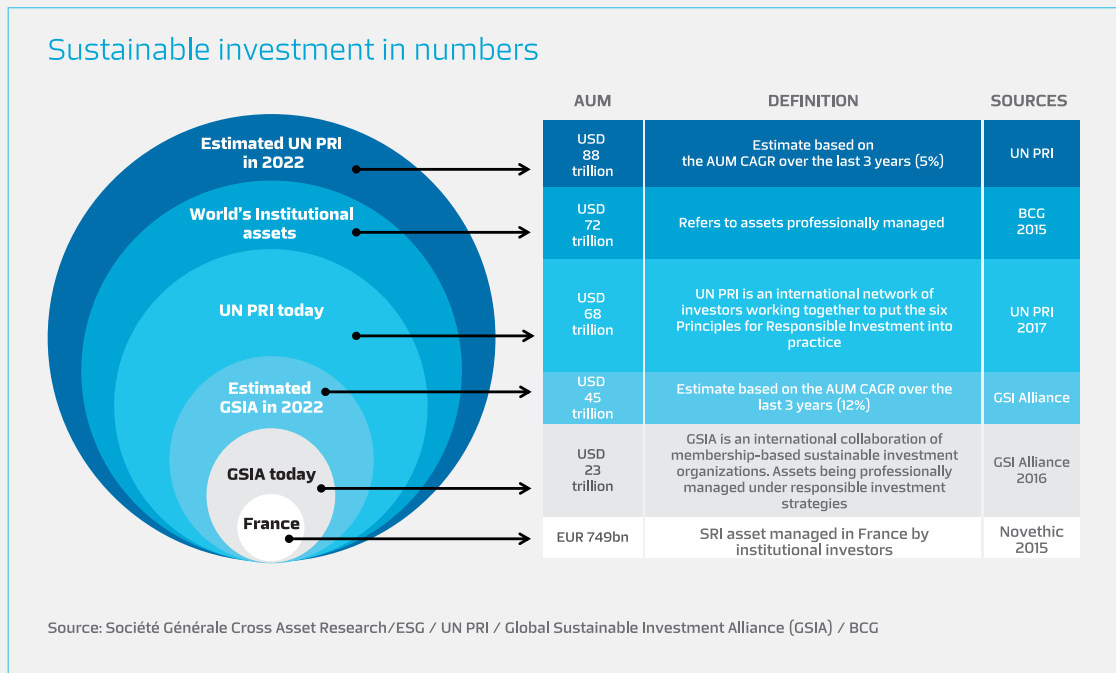 Sustainable investment in numbers
Estimated UN PRI
in 2022
World's Institutional
assets
UN PRI today
Estimated
GSIA in 2022
GSIA today
France
AUM
DEFINITION
SOURCES
USD
88
trillion
Estimate based on
the AUM CAGR over the last 3 years (5%)
UN PRI
USD
72
trillion
Refers to assets professionally managed
BCG
2015
USD
68
trillion
UN PRI is an international network of
investors working together to put the six
Principles for Responsible Investment into
practice
UN PRI
2017
USD
45
trillion
Estimate based on the AUM CAGR over the
last 3 years (12%)
GSI Alliance
USD
23
trillion
GSIA is an international collaboration of
membership-based sustainable investment
organizations. Assets being professionally
managed under responsible investment
strategies
GSI Alliance
2016
EUR 749bn
SRI asset managed in France by
institutional investors
Novethic
2015
Source: Société Générale Cross Asset Research/ESG / UN PRI / Global Sustainable Investment Alliance (GSIA) / BCG